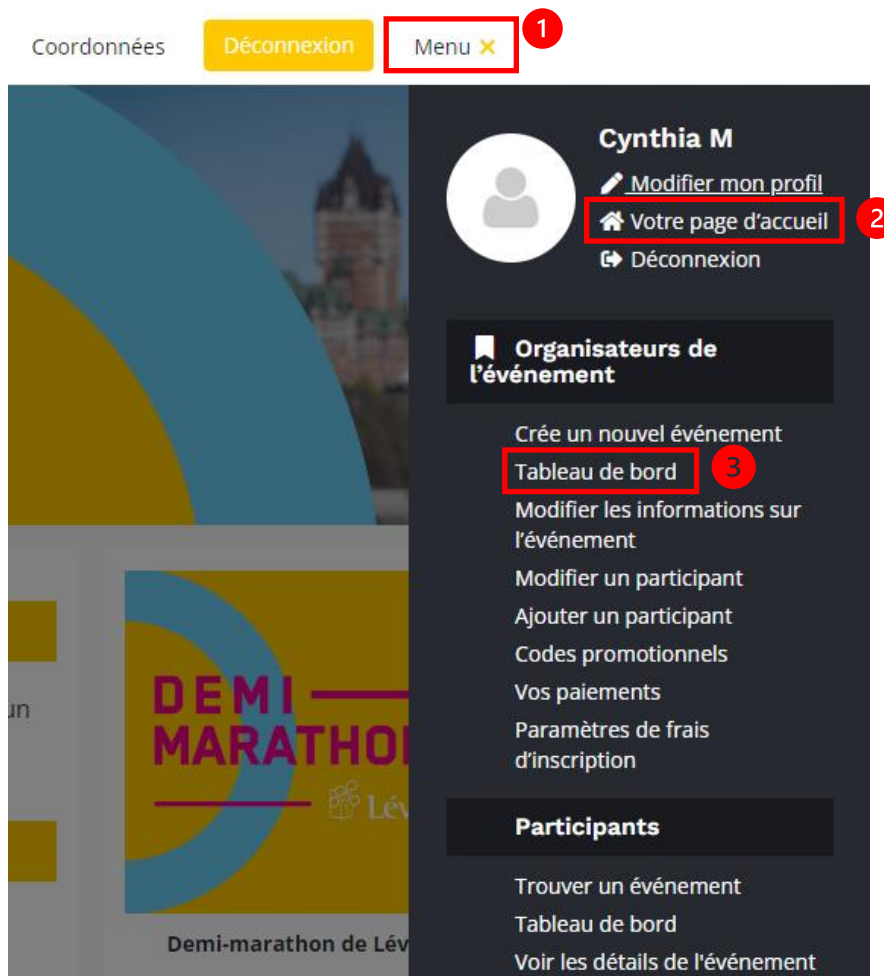 Coordonnées
Déconnexion
Menu ×
1
Cynthia M
Modifier mon profil
Votre page d’accueil
2
Déconnexion
Organisateurs de
l’événement
Crée un nouvel événement
Tableau de bord
3
Modifier les informations sur
l’événement
Modifier un participant
Ajouter un participant
Codes promotionnels
Vos paiements
Paramètres de frais
d’inscription
Participants
Trouver un événement
Tableau de bord
Voir les détails de l'événement
un
DEMI
MARATHO
Lév
Demi-marathon de Lév